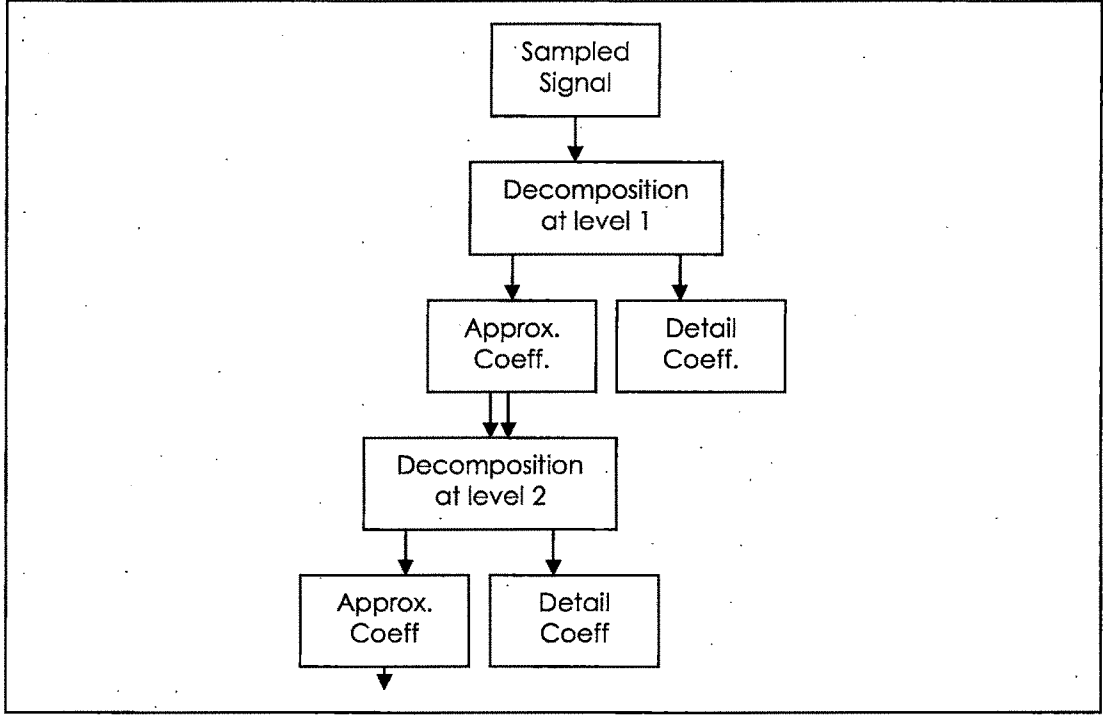 Sampled
Signal
Decomposition
at level 1
Approx.
Coeff.
Detail
Coeff.
Decomposition
at level 2
Approx.
Coeff
Detail
Coeff